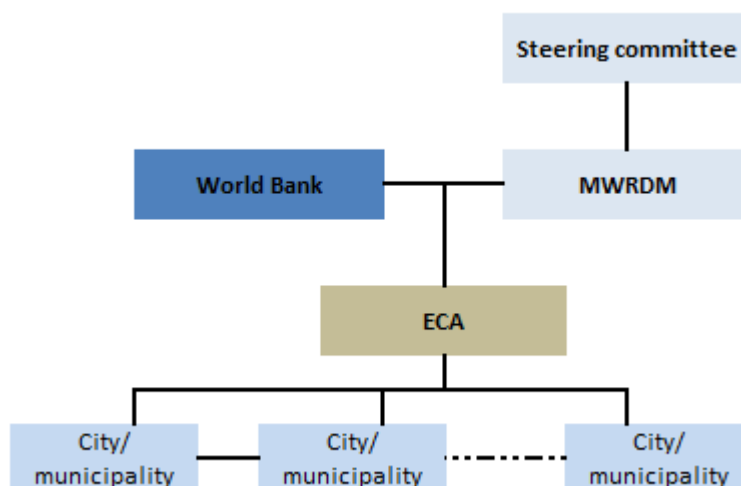 Steering committee
World Bank
MWRDM
ECA
City/
municipality
City/
municipality
City/
municipality